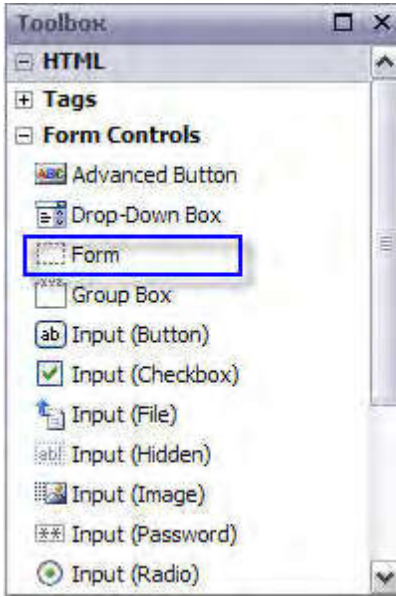 Toolbox
HTML
Tags
Form Controls
Advanced Button
Drop-Down Box
Form
Group Box
Input (Button)
Input (Checkbox)
Input (File)
Input (Hidden)
Input (Image)
Input (Password)
Input (Radio)